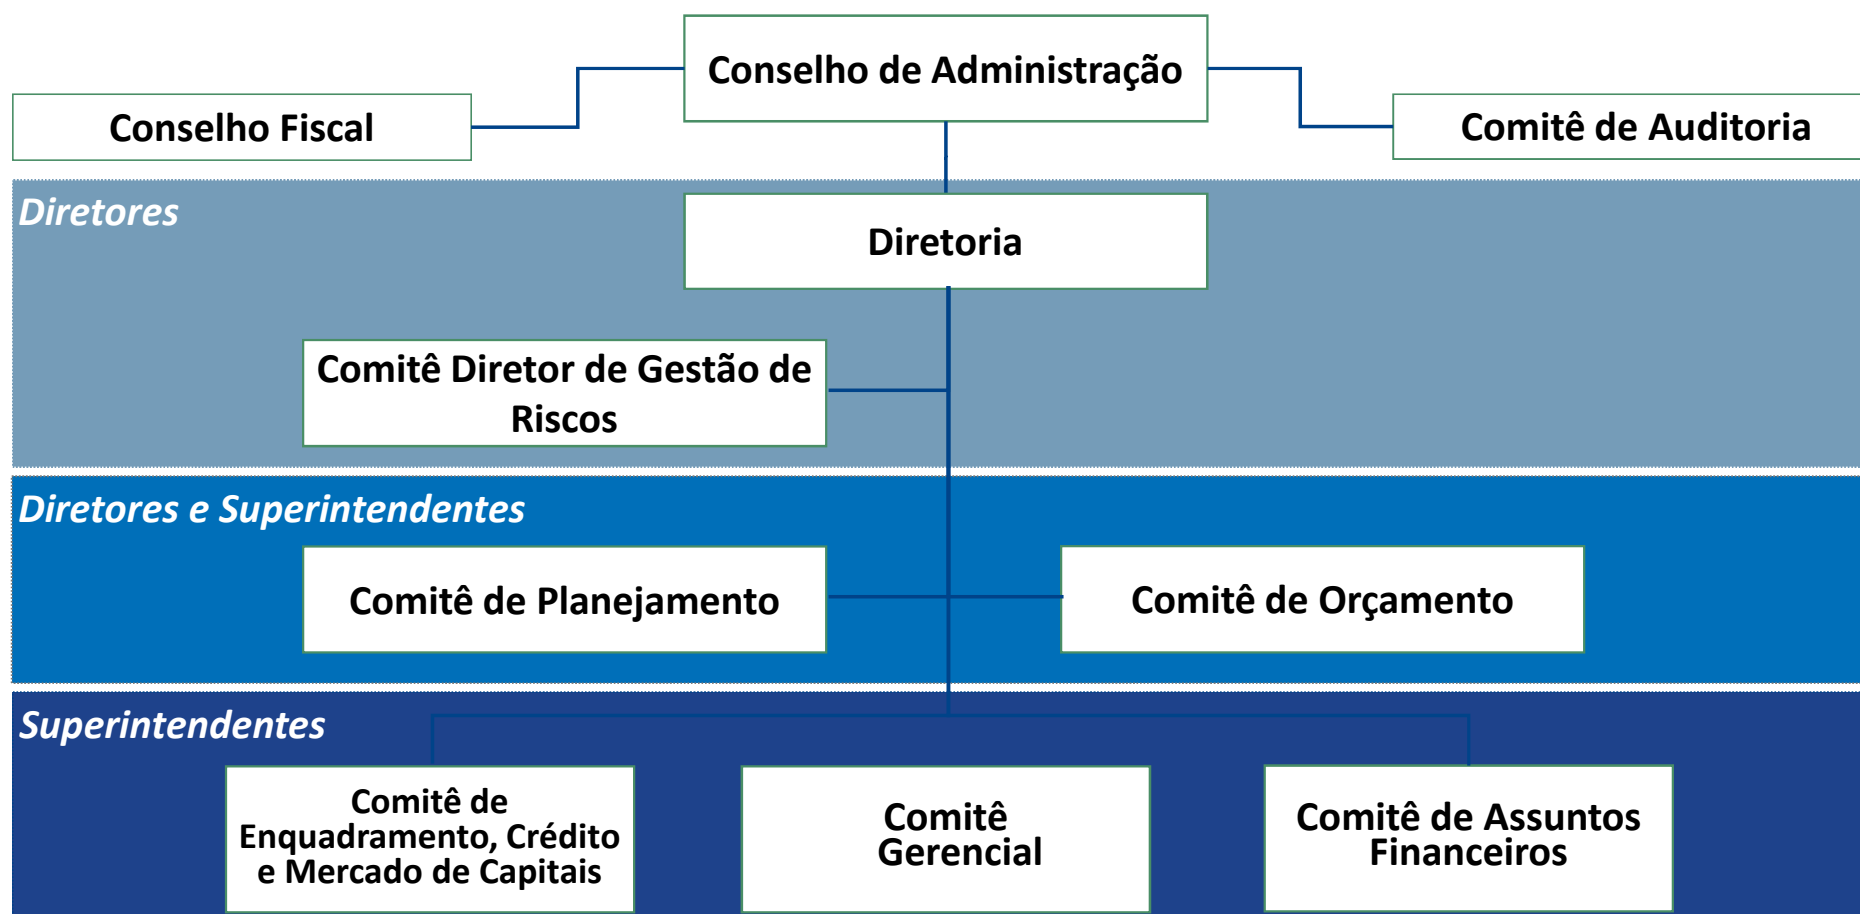 Conselho de Administração
Conselho Fiscal
Comitê de Auditoria
Diretores
Diretoria
Comitê Diretor de Gestão de
Riscos
Diretores e Superintendentes
Comitê de Planejamento
Comitê de Orçamento
Superintendentes
Comitê de
Enquadramento, Crédito
e Mercado de Capitais
Comitê
Gerencial
Comitê de Assuntos
Financeiros